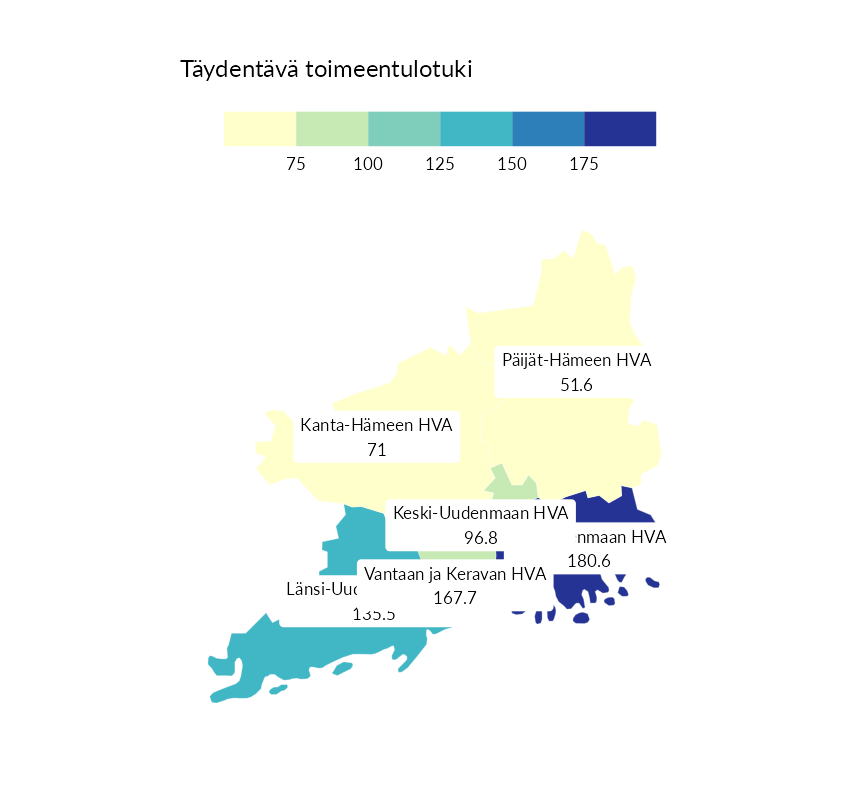 Täydentävä toimeentulotuki
75 100 125 150 175
Päijät-Hämeen HVA
51.6
Kanta-Hämeen HVA
71
Keski-Uudenmaan HVA
96.8
nmaan HVA
180.6
Vantaan ja Keravan HVA
167.7
Länsi-Uud
135.5